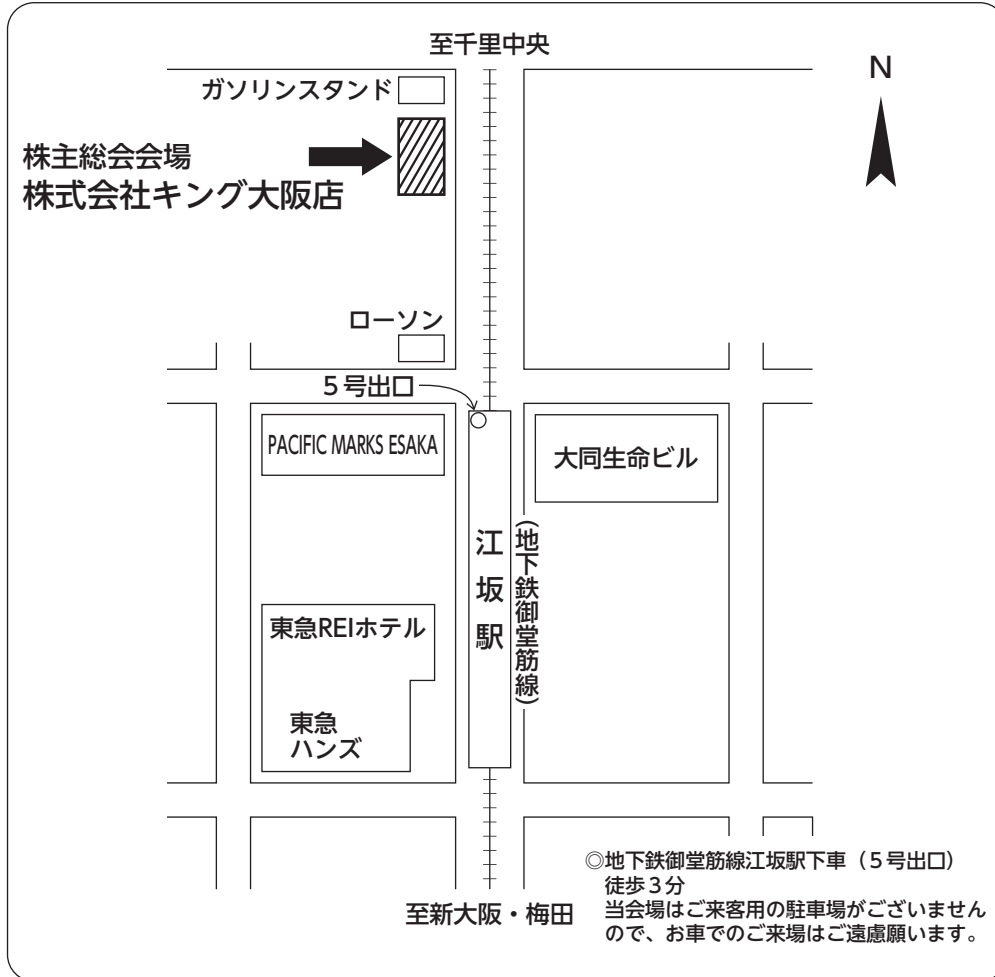 至千里中央
N
ガソリンスタンド
株主総会会場
株式会社キング大阪店
ローソン
５号出口
PACIFIC MARKS ESAKA
大同生命ビル
江坂駅
(地下鉄御堂筋線)
東急REIホテル
東急
ハンズ
◎地下鉄御堂筋線江坂駅下車（５号出口）
徒歩３分
当会場はご来客用の駐車場がございません
ので、お車でのご来場はご遠慮願います。
至新大阪・梅田